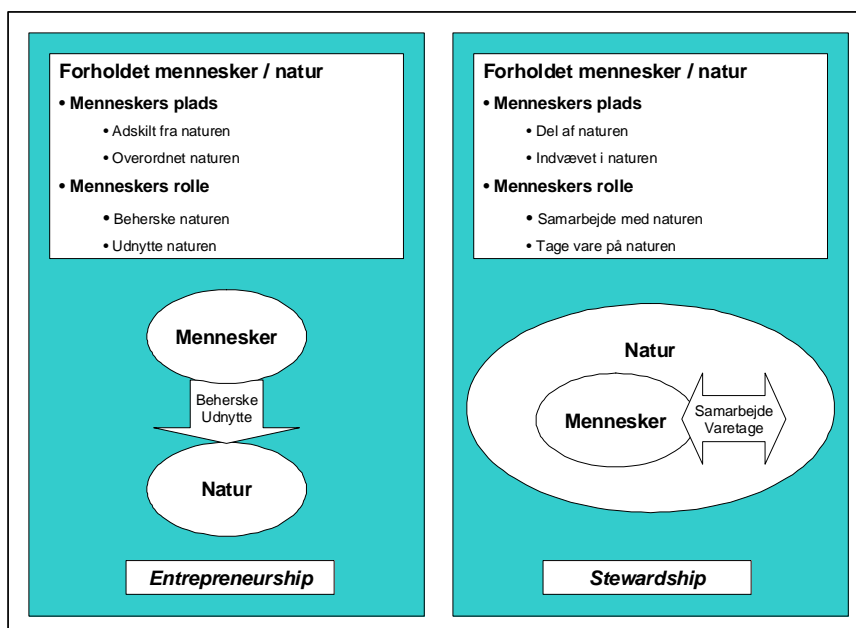 Forholdet mennesker / natur
• Menneskers plads
• Adskilt fra naturen
• Overordnet naturen
• Menneskers rolle
• Beherske naturen
• Udnytte naturen
Mennesker
Beherske
Udnytte
Natur
Entrepreneurship
Forholdet mennesker / natur
• Menneskers plads
• Del af naturen
• Indvævet i naturen
• Menneskers rolle
• Samarbejde med naturen
• Tage vare på naturen
Natur
Mennesker
Samarbejde
Varetage
Stewardship